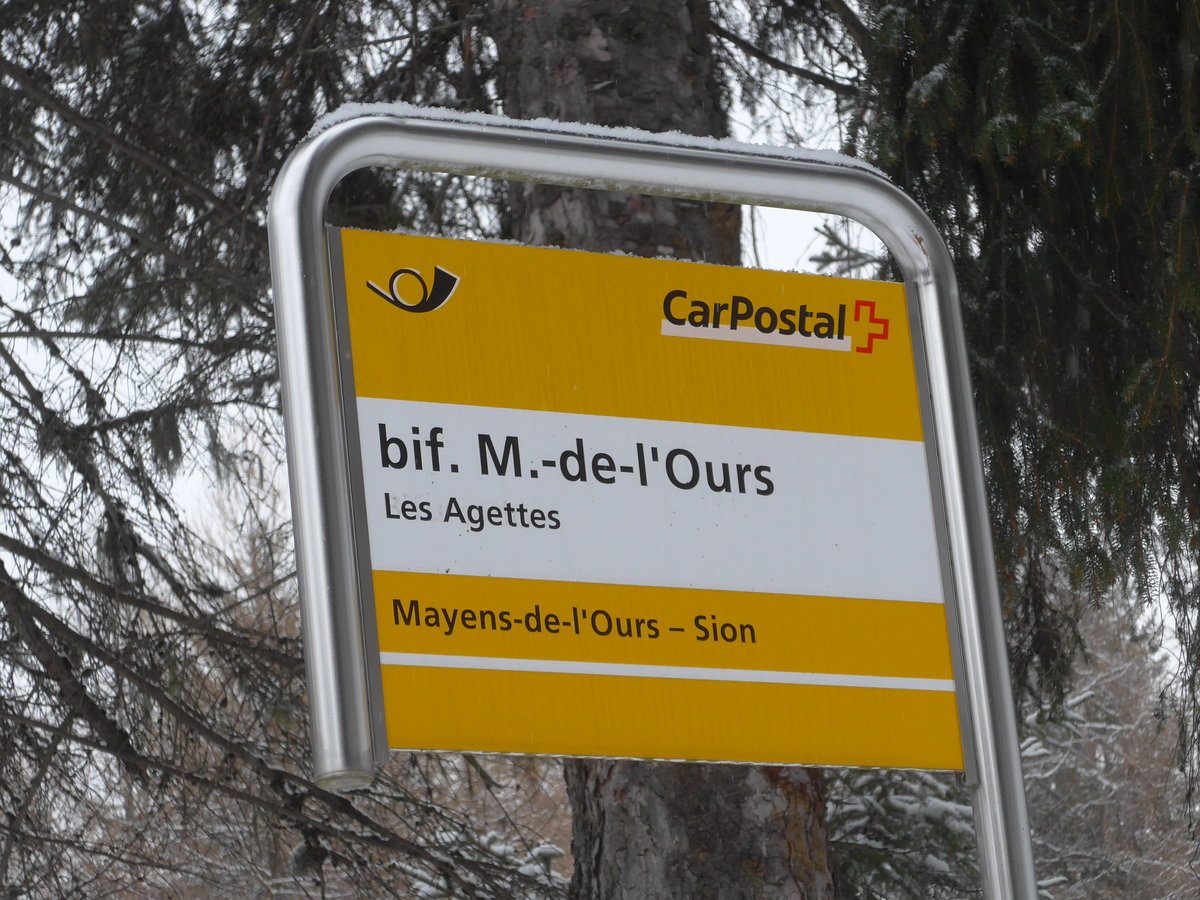 CarPostal
bif. M.-de-l'Ours
Les Agettes
Mayens-de-l'Ours – Sion